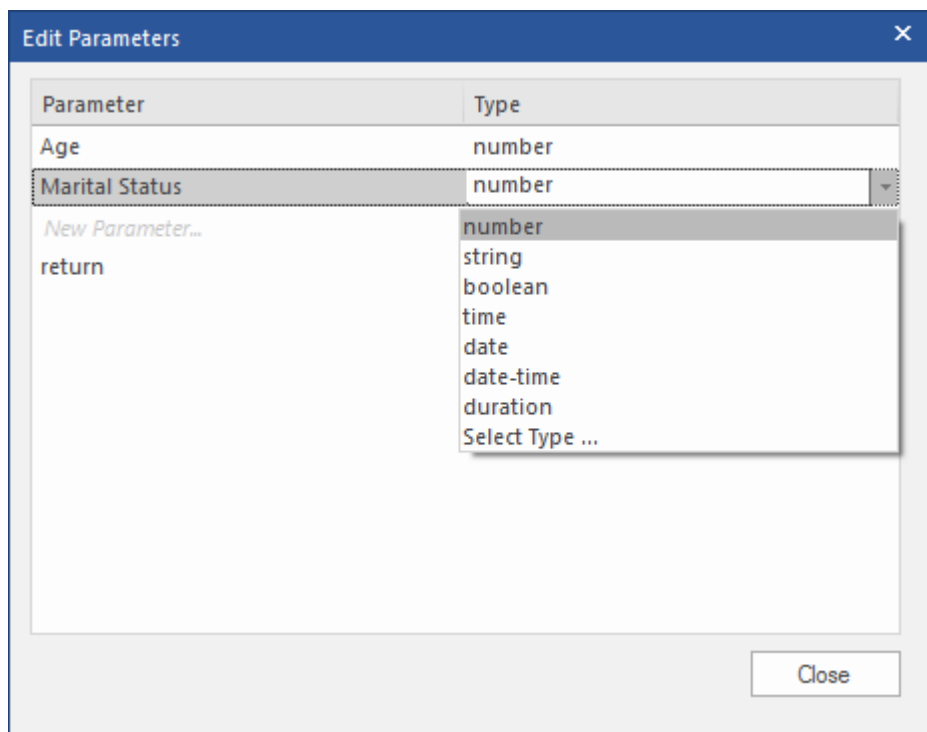 Edit Parameters
Parameter Type
Age number
Marital Status number
New Parameter... number
return string
boolean
time
date
date-time
duration
Select Type ...
Close